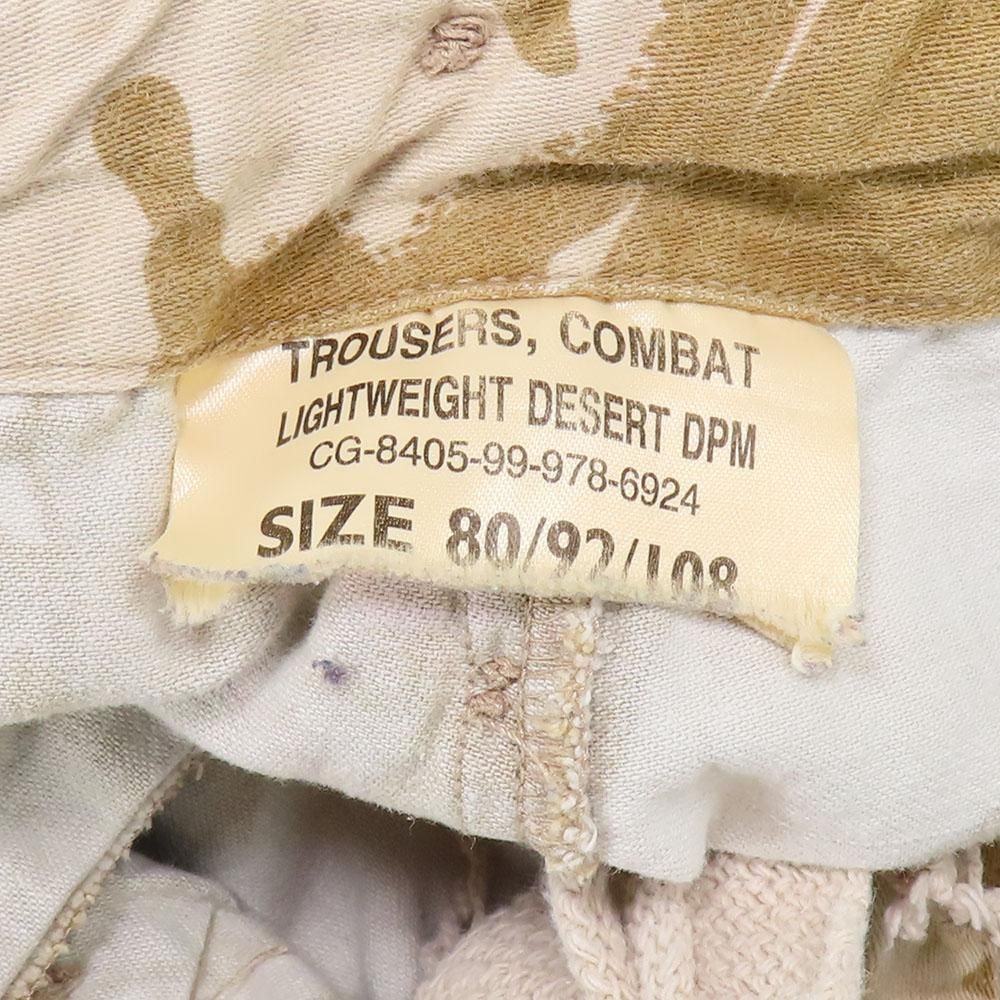 TROUSERS, COMBAT
LIGHTWEIGHT DESERT DPM
CG-8405-99-978-6924
SIZE 80/92/108